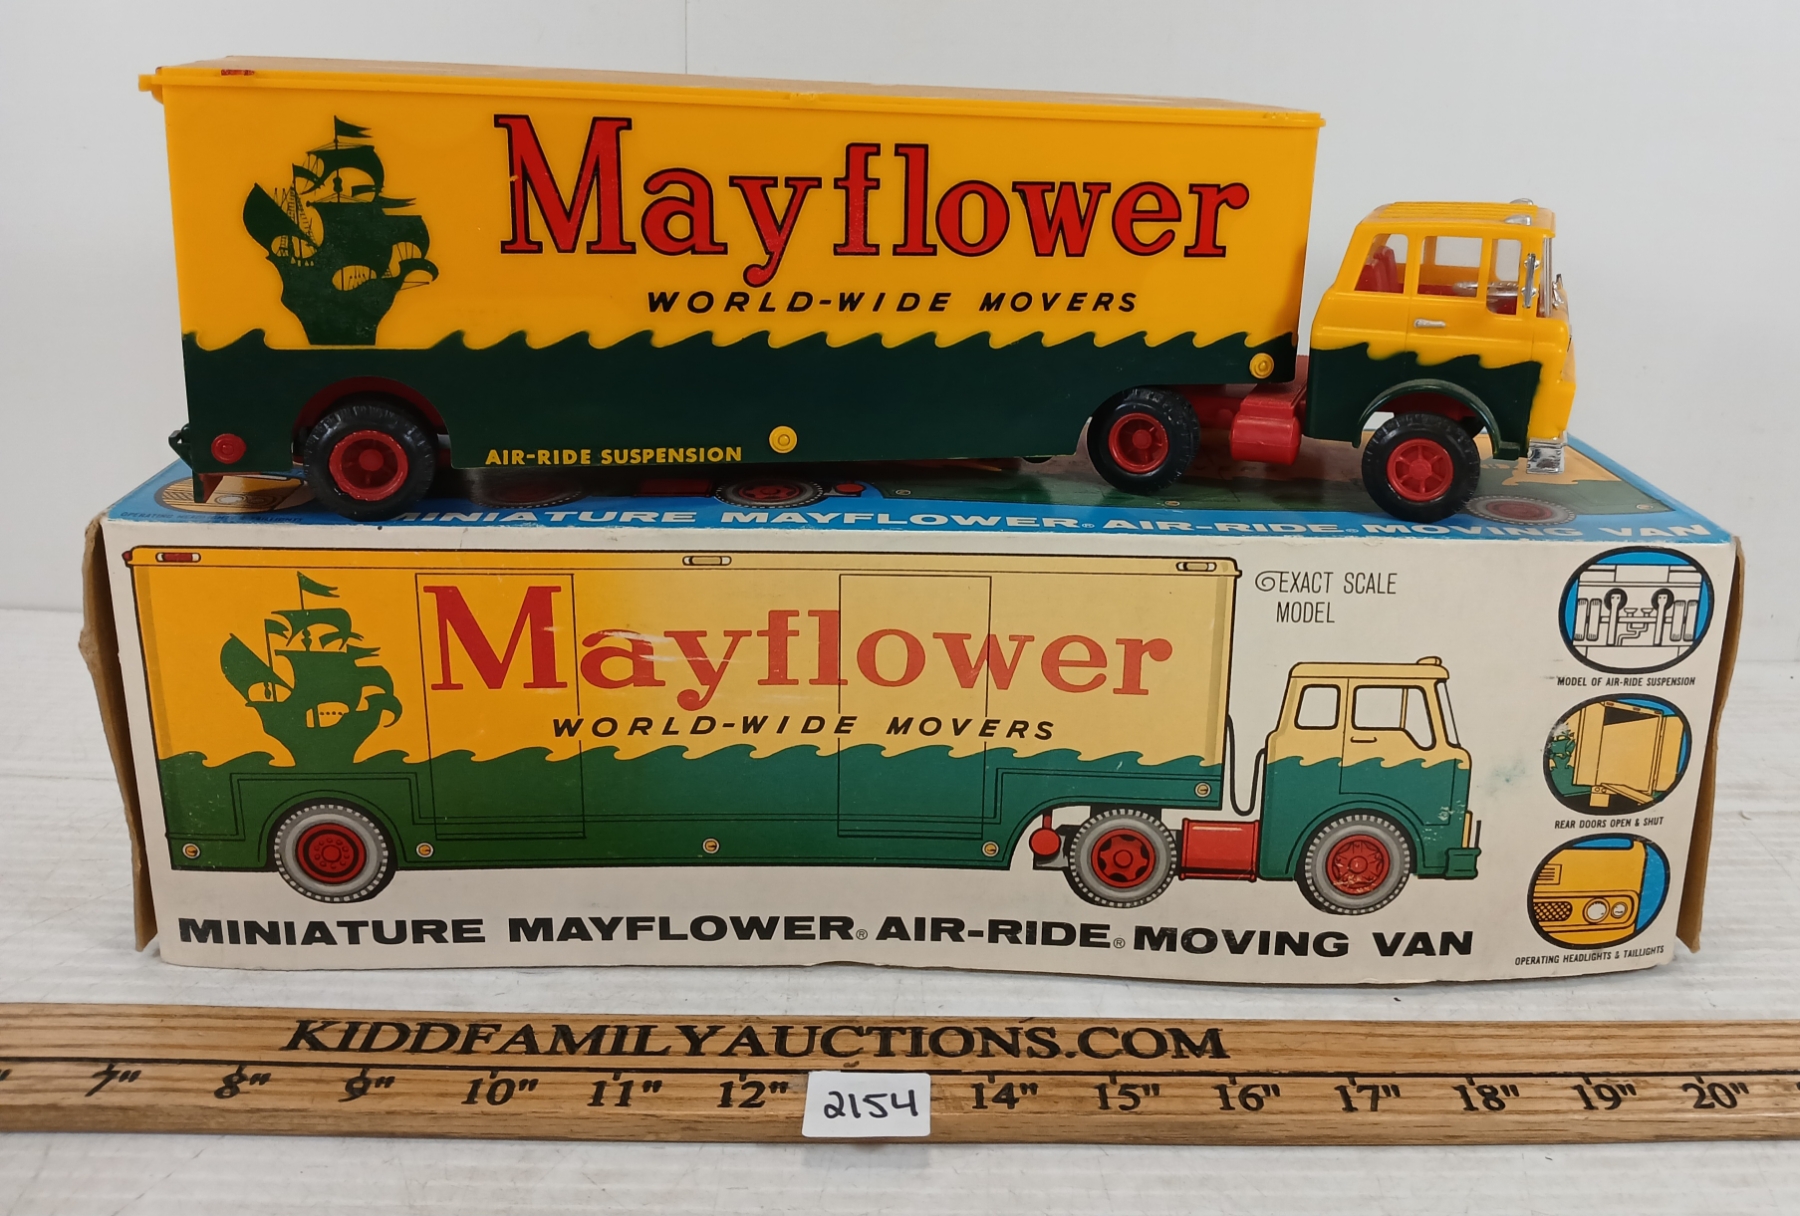 Mayflower
WORLD-WIDE MOVERS
AIR-RIDE SUSPENSION
MINIATURE MAYFLOWER® AIR-RIDE® MOVING VAN
Mayflower
WORLD-WIDE MOVERS
EXACT SCALE
MODEL
MODEL OF AIR-RIDE SUSPENSION
REAR DOORS OPEN & SHUT
OPERATING HEADLIGHTS & TAILLIGHTS
MINIATURE MAYFLOWER® AIR-RIDE® MOVING VAN
KIDDFAMILYAUCTIONS.COM
7" 8" 9" 10" 11" 12" 14" 15" 16" 17" 18" 19" 20"
2154